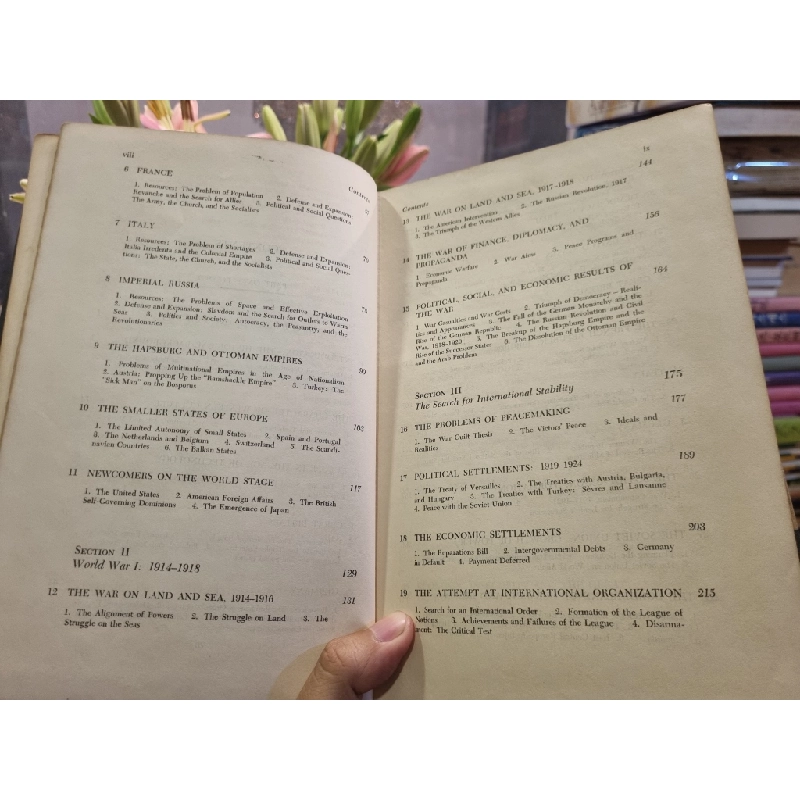 viii
Contents
6 FRANCE
1. Resources: The Problem of Population 2. Defense and Expansion:
Revanche and the Search for Allies 3. Political and Social Questions:
The Army, the Church, and the Socialists
7 ITALY 70
1. Resources: The Problem of Shortages 2. Defense and Expansion:
Italia Irredenta and the Colonial Empire 3. Political and Social Ques-
tions: The State, the Church, and the Socialists
8 IMPERIAL RUSSIA
1. Resources: The Problems of Space and Effective Exploitation
2. Defense and Expansion: Slavdom and the Search for Outlets to Warm
Seas 3. Politics and Society: Autocracy, the Peasantry, and the
Revolutionaries
9 THE HAPSBURG AND OTTOMAN EMPIRES 90
1. Problems of Multinational Empires in the Age of Nationalism
2. Austria: Propping Up the "Ramshackle Empire" 3. Turkey: The
"Sick Man" on the Bosporus
10 THE SMALLER STATES OF EUROPE 103
1. The Limited Autonomy of Small States 2. Spain and Portugal
3. The Netherlands and Belgium 4. Switzerland 5. The Scandi-
navian Countries 6. The Balkan States
11 NEWCOMERS ON THE WORLD STAGE 117
1. The United States 2. American Foreign Affairs 3. The British
Self-Governing Dominions 4. The Emergence of Japan
SECTION II
World War I: 1914–1918 129
12 THE WAR ON LAND AND SEA, 1914–1916 131
1. The Alignment of Powers 2. The Struggle on Land 3. The
Struggle on the Seas
ix
Contents
13 THE WAR ON LAND AND SEA, 1917–1918 144
1. The American Intervention 2. The Russian Revolution, 1917
3. The Triumph of the Western Allies
14 THE WAR OF FINANCE, DIPLOMACY, AND
PROPAGANDA 156
1. Economic Warfare 2. War Aims 3. Peace Programs and
Propaganda
15 POLITICAL, SOCIAL, AND ECONOMIC RESULTS OF
THE WAR 164
1. War Casualties and War Costs 2. Triumph of Democracy – Reali-
ties and Appearances 3. The Fall of the German Monarchy and the
Rise of the German Republic 4. The Russian Revolution and Civil
War, 1918–1920 5. The Breakup of the Hapsburg Empire and the
Rise of the Successor States 6. The Dissolution of the Ottoman Empire
and the Arab Problem
SECTION III
The Search for International Stability 175
16 THE PROBLEMS OF PEACEMAKING 177
1. The War Guilt Thesis 2. The Victors' Peace 3. Ideals and
Realities
17 POLITICAL SETTLEMENTS: 1919–1924 189
1. The Treaty of Versailles 2. The Treaties with Austria, Bulgaria,
and Hungary 3. The Treaties with Turkey: Sèvres and Lausanne
4. Peace with the Soviet Union
18 THE ECONOMIC SETTLEMENTS 203
1. The Reparations Bill 2. Intergovernmental Debts 3. Germany
in Default 4. Payment Deferred
19 THE ATTEMPT AT INTERNATIONAL ORGANIZATION 215
1. Search for an International Order 2. Formation of the League of
Nations 3. Achievements and Failures of the League 4. Disarma-
ment: The Critical Test